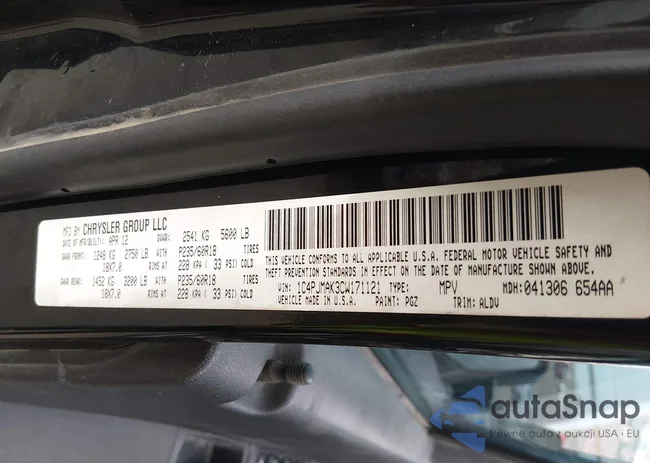 MFD BY CHRYSLER GROUP LLC
DATE OF MFR(BUILT): APR 12 GVWR: 2541 KG 5600 LB
GAWR FRONT: 1248 KG 2750 LB WITH P235/60R18 TIRES
18X7.0 RIMS AT 228 KPA ( 33 PSI) COLD
GAWR REAR: 1452 KG 3200 LB WITH P235/60R18 TIRES
18X7.0 RIMS AT 228 KPA ( 33 PSI) COLD
THIS VEHICLE CONFORMS TO ALL APPLICABLE U.S.A. FEDERAL MOTOR VEHICLE SAFETY AND
THEFT PREVENTION STANDARDS IN EFFECT ON THE DATE OF MANUFACTURE SHOWN ABOVE.
VIN: 1C4PJMAK3CW171121 TYPE: MPV MDH: 041306 654AA
VEHICLE MADE IN U.S.A. PAINT: PGZ TRIM: ALDV
autaSnap
Pewne auta z aukcji USA i EU